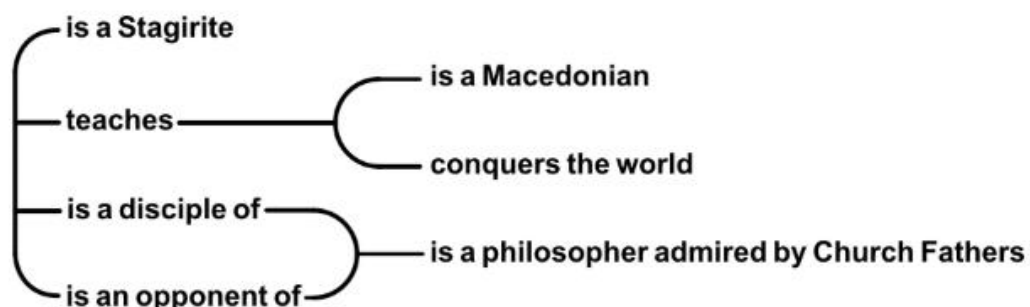 is a Stagirite
is a Macedonian
teaches
conquers the world
is a disciple of
is a philosopher admired by Church Fathers
is an opponent of